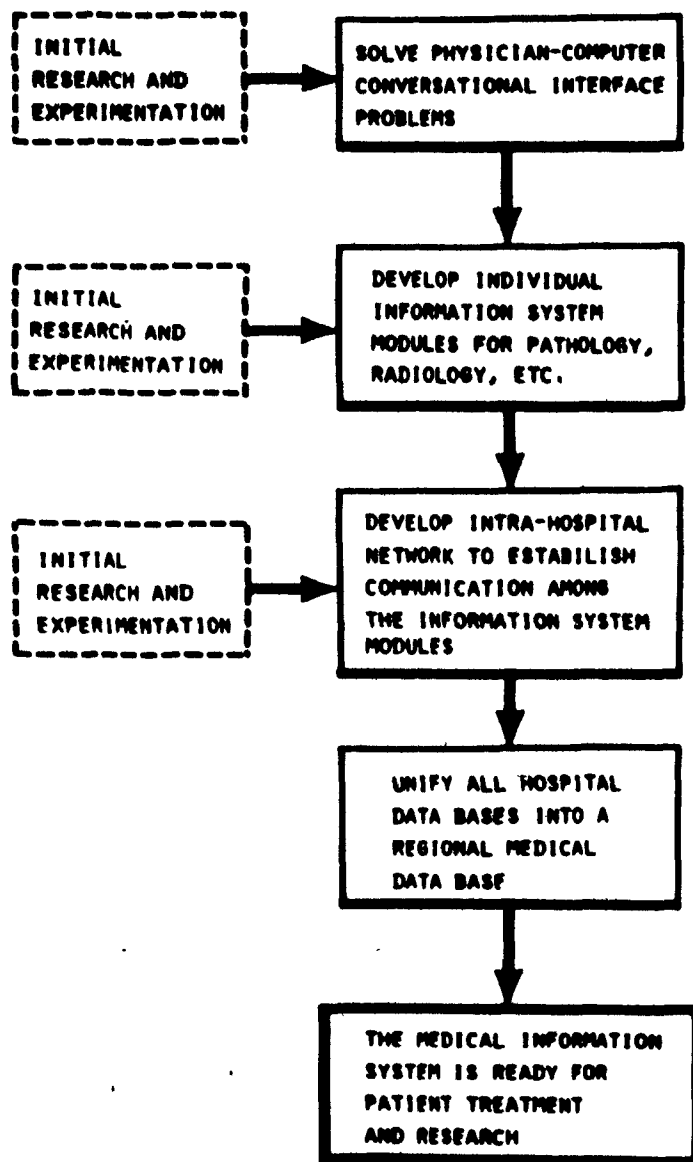 INITIAL
RESEARCH AND
EXPERIMENTATION
SOLVE PHYSICIAN-COMPUTER
CONVERSATIONAL INTERFACE
PROBLEMS
INITIAL
RESEARCH AND
EXPERIMENTATION
DEVELOP INDIVIDUAL
INFORMATION SYSTEM
MODULES FOR PATHOLOGY,
RADIOLOGY, ETC.
INITIAL
RESEARCH AND
EXPERIMENTATION
DEVELOP INTRA-HOSPITAL
NETWORK TO ESTABILISH
COMMUNICATION AMONG
THE INFORMATION SYSTEM
MODULES
UNIFY ALL HOSPITAL
DATA BASES INTO A
REGIONAL MEDICAL
DATA BASE
THE MEDICAL INFORMATION
SYSTEM IS READY FOR
PATIENT TREATMENT
AND RESEARCH